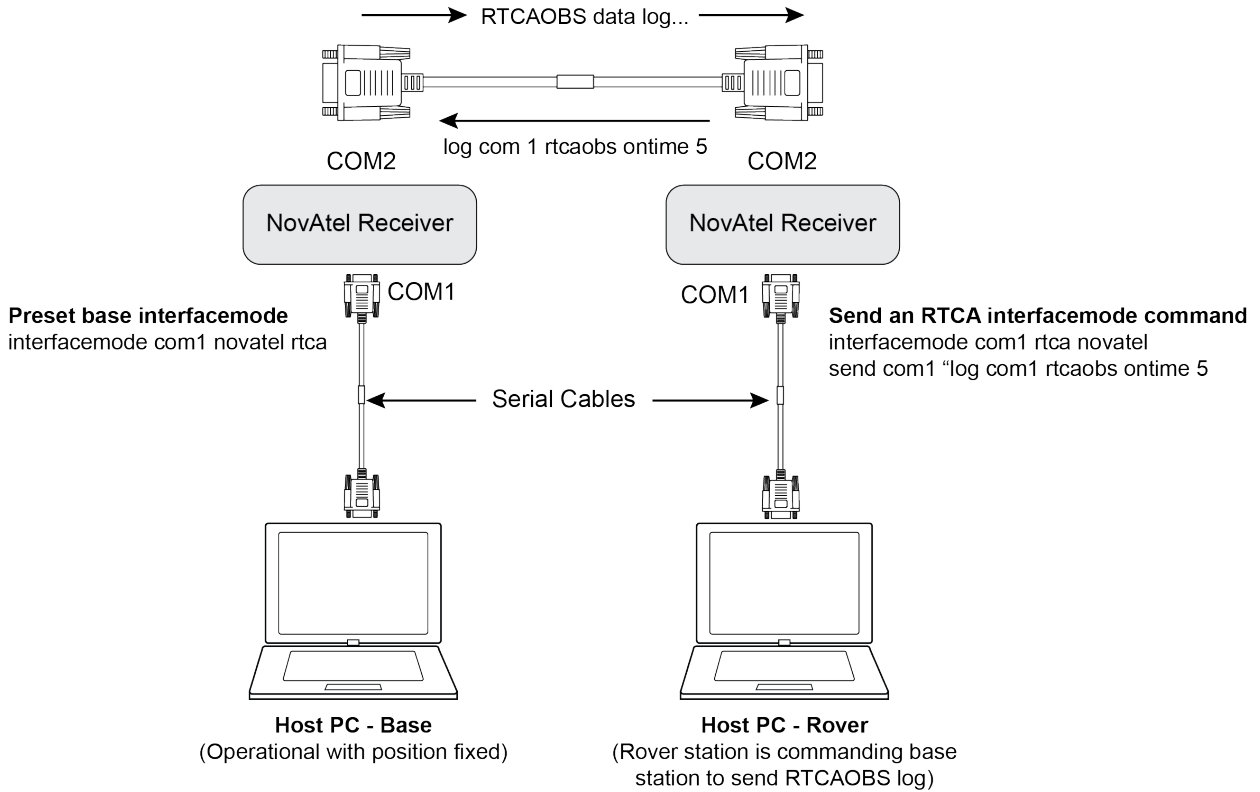 RTCAOBS data log...
log com 1 rtcaobs ontime 5
COM2
COM2
NovAtel Receiver
NovAtel Receiver
COM1
COM1
Preset base interfacemode
interfacemode com1 novatel rtca
Send an RTCA interfacemode command
interfacemode com1 rtca novatel
send com1 “log com1 rtcaobs ontime 5
Serial Cables
Host PC - Base
(Operational with position fixed)
Host PC - Rover
(Rover station is commanding base
station to send RTCAOBS log)